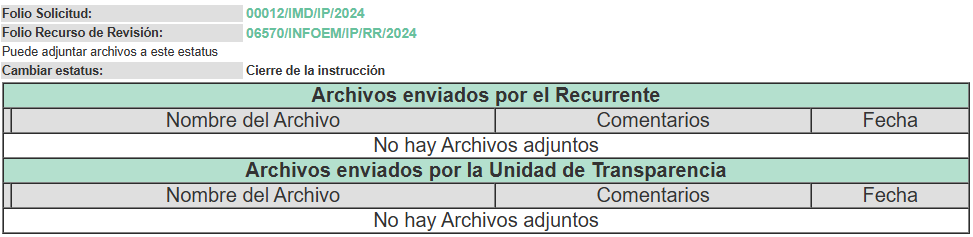 Folio Solicitud: 00012/IMD/IP/2024
Folio Recurso de Revisión: 06570/INFOEM/IP/RR/2024
Puede adjuntar archivos a este estatus
Cambiar estatus: Cierre de la instrucción
Archivos enviados por el Recurrente
Nombre del Archivo Comentarios Fecha
No hay Archivos adjuntos
Archivos enviados por la Unidad de Transparencia
Nombre del Archivo Comentarios Fecha
No hay Archivos adjuntos